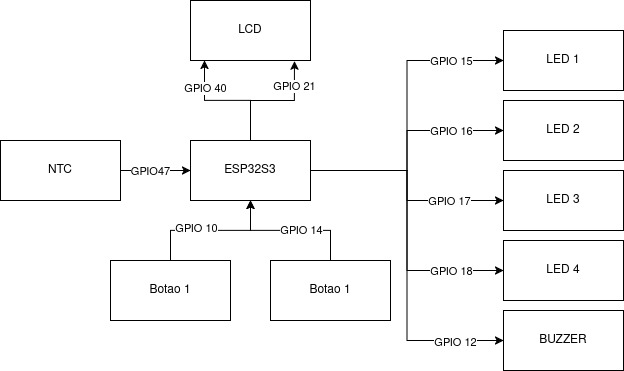 LCD
GPIO 40
GPIO 21
NTC
GPIO47
ESP32S3
GPIO 10
GPIO 14
Botao 1
Botao 1
GPIO 15
LED 1
GPIO 16
LED 2
GPIO 17
LED 3
GPIO 18
LED 4
GPIO 12
BUZZER